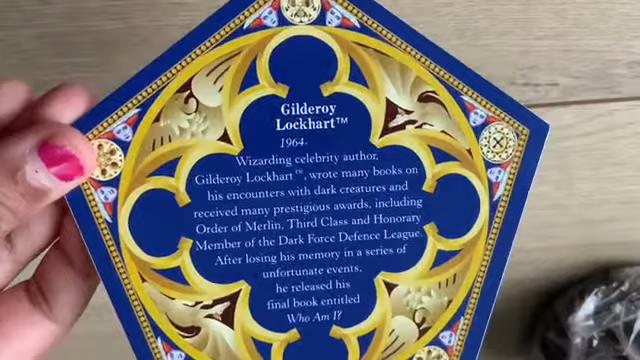 Gilderoy
Lockhart™
1964-
Wizarding celebrity author,
Gilderoy Lockhart™, wrote many books on
his encounters with dark creatures and
received many prestigious awards, including
Order of Merlin, Third Class and Honorary
Member of the Dark Force Defence League.
After losing his memory in a series of
unfortunate events,
he released his
final book entitled
Who Am I?